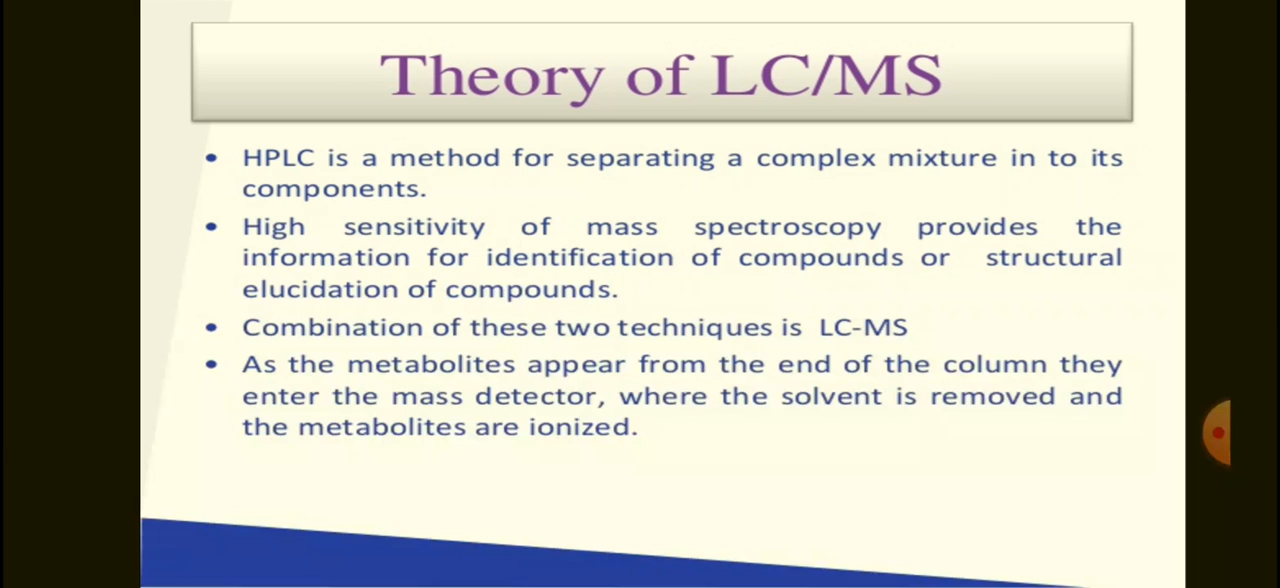 Theory of LC/MS
• HPLC is a method for separating a complex mixture in to its
components.
• High sensitivity of mass spectroscopy provides the
information for identification of compounds or structural
elucidation of compounds.
• Combination of these two techniques is LC-MS
• As the metabolites appear from the end of the column they
enter the mass detector, where the solvent is removed and
the metabolites are ionized.